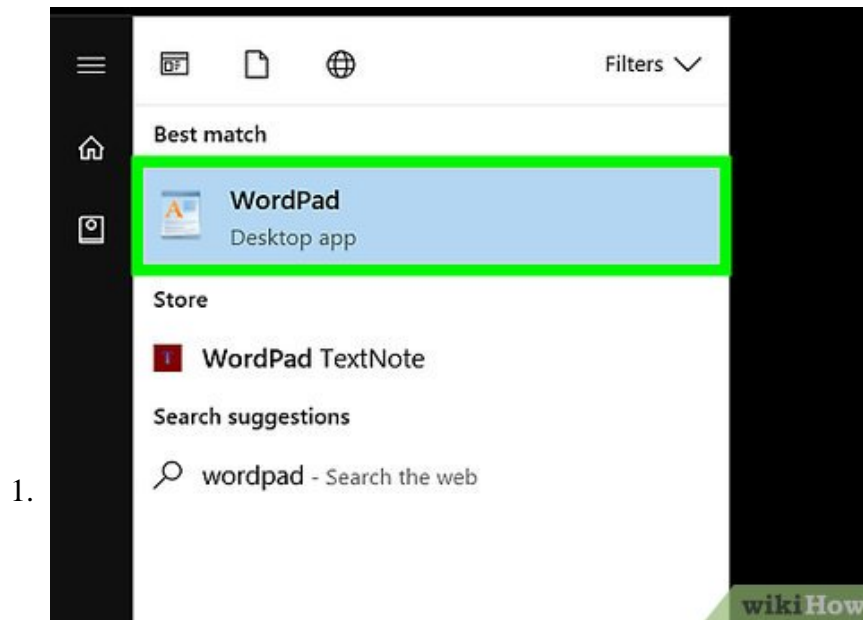 Filters
Best match
WordPad
Desktop app
Store
T WordPad TextNote
Search suggestions
wordpad - Search the web
1.
wikiHow